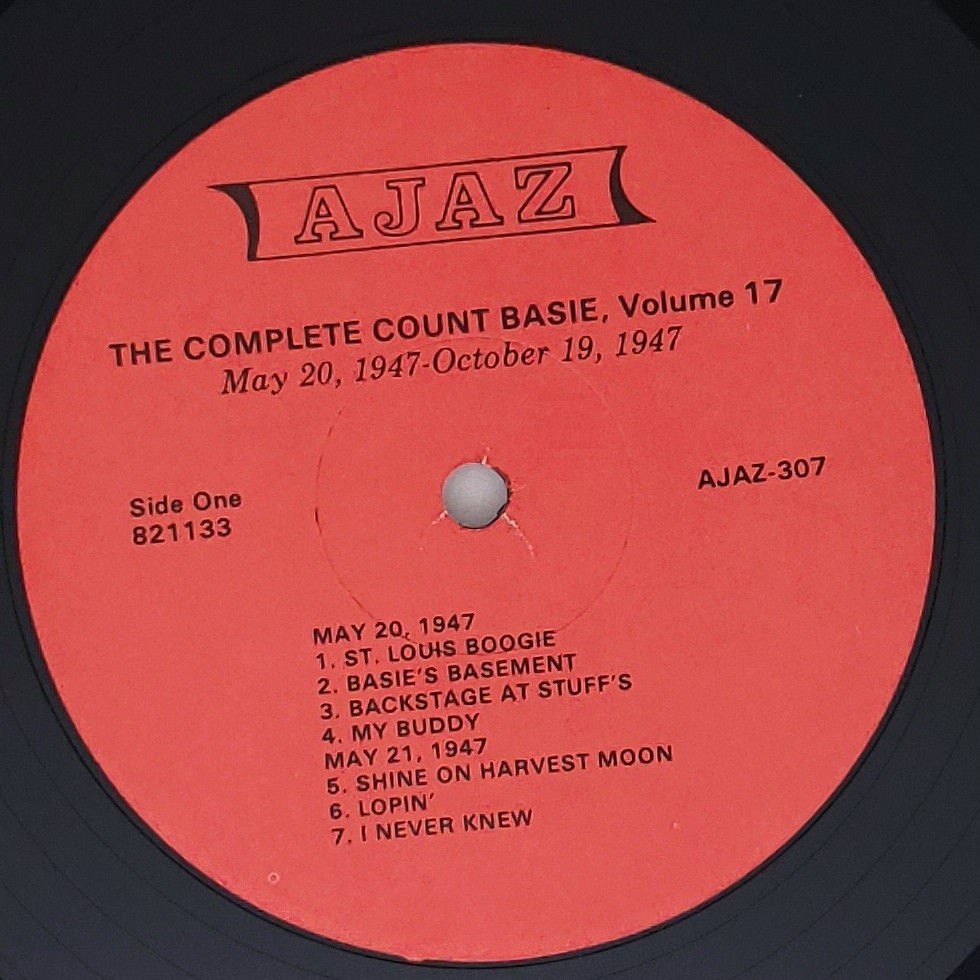 AJAZ
THE COMPLETE COUNT BASIE, Volume 17
May 20, 1947-October 19, 1947
Side One
821133
AJAZ-307
MAY 20, 1947
1. ST. LOUIS BOOGIE
2. BASIE'S BASEMENT
3. BACKSTAGE AT STUFF'S
4. MY BUDDY
MAY 21, 1947
5. SHINE ON HARVEST MOON
6. LOPIN'
7. I NEVER KNEW